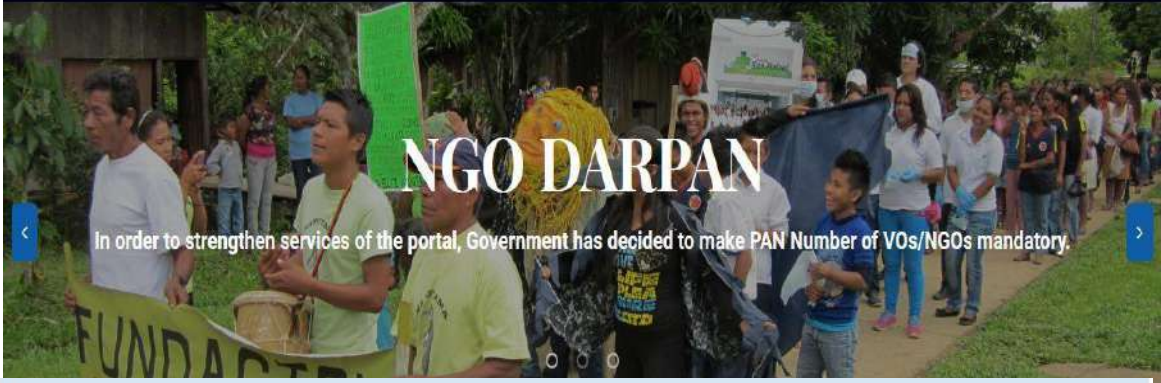 NGO DARPAN
In order to strengthen services of the portal, Government has decided to make PAN Number of VOs/NGOs mandatory.